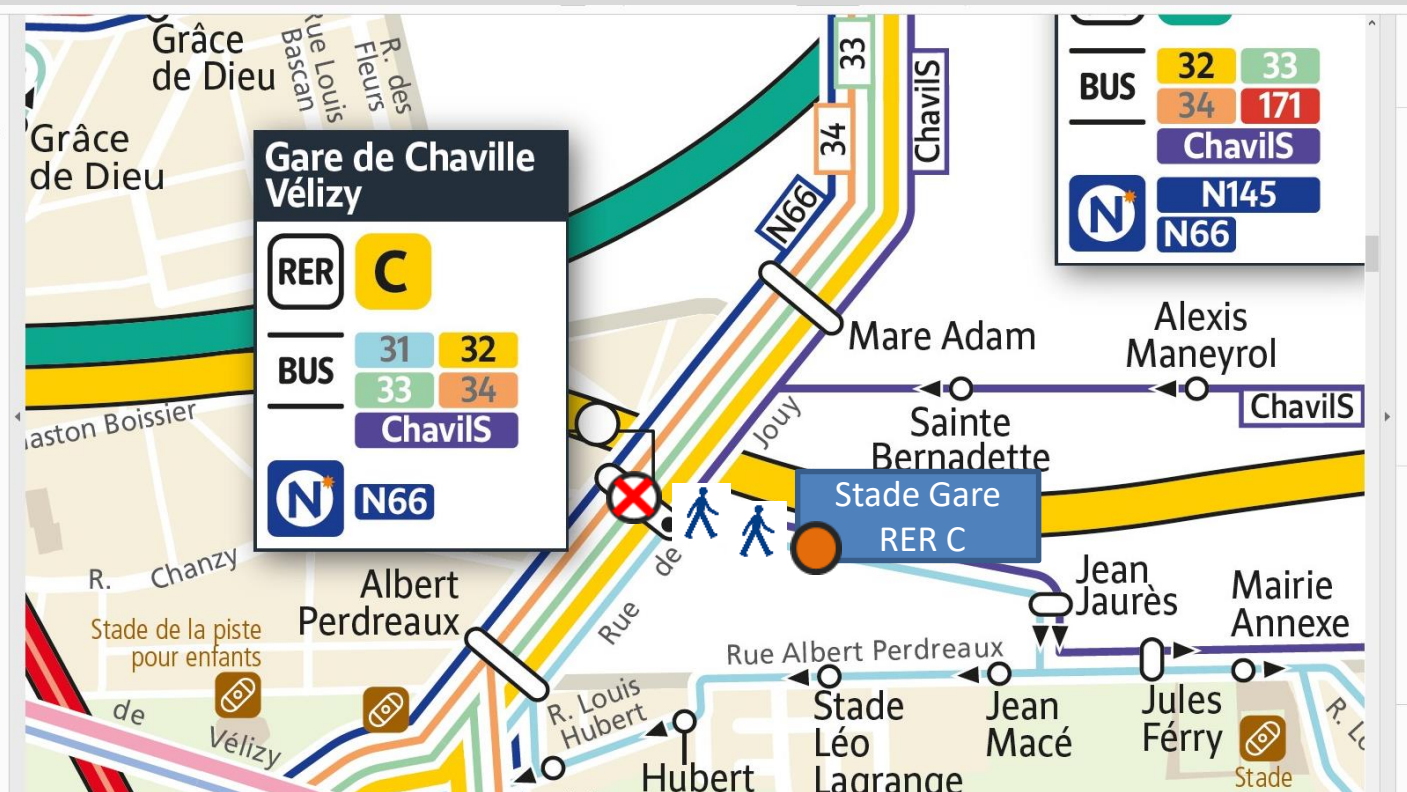 Grâce
de Dieu
Rue Louis
Bascan
R. des
Fleurs
Grâce
de Dieu
33
34
ChavilS
N66
BUS
32
33
34
171
ChavilS
N
N145
N66
Gare de Chaville
Vélizy
RER
C
BUS
31
32
33
34
ChavilS
N
N66
Mare Adam
Alexis
Maneyrol
ChavilS
Sainte
Bernadette
Jouy
de
Rue
aston Boissier
Stade Gare
RER C
R. Chanzy
Albert
Perdreaux
Stade de la piste
pour enfants
Jean
Jaurès
Mairie
Annexe
Rue Albert Perdreaux
Stade
Léo
Lagrange
Jean
Macé
Jules
Férry
R. Louis
Hubert
Hubert
de
Vélizy
Stade